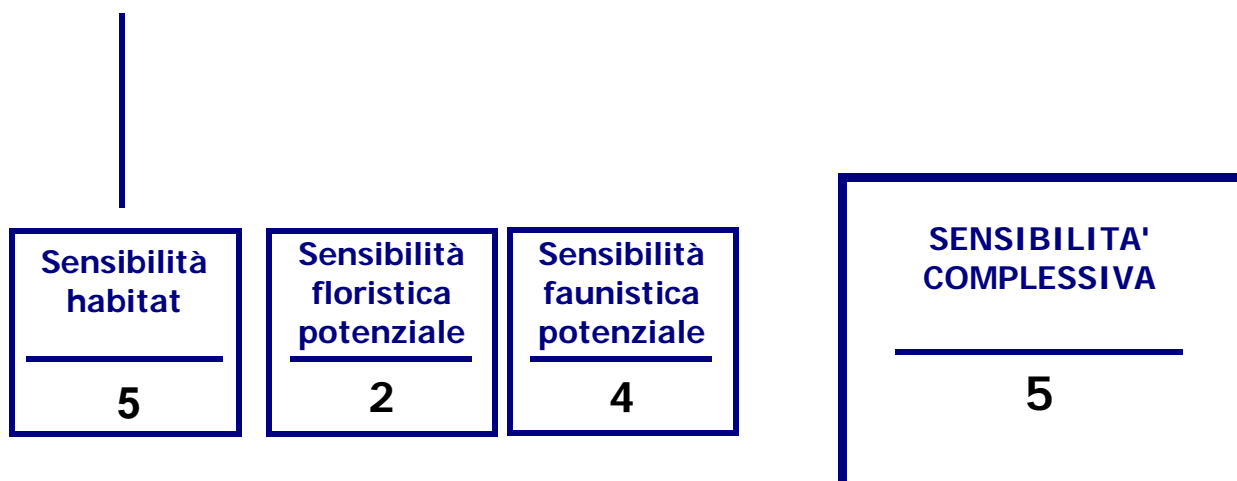 Sensibilità
habitat
5
Sensibilità
floristica
potenziale
2
Sensibilità
faunistica
potenziale
4
SENSIBILITA'
COMPLESSIVA
5